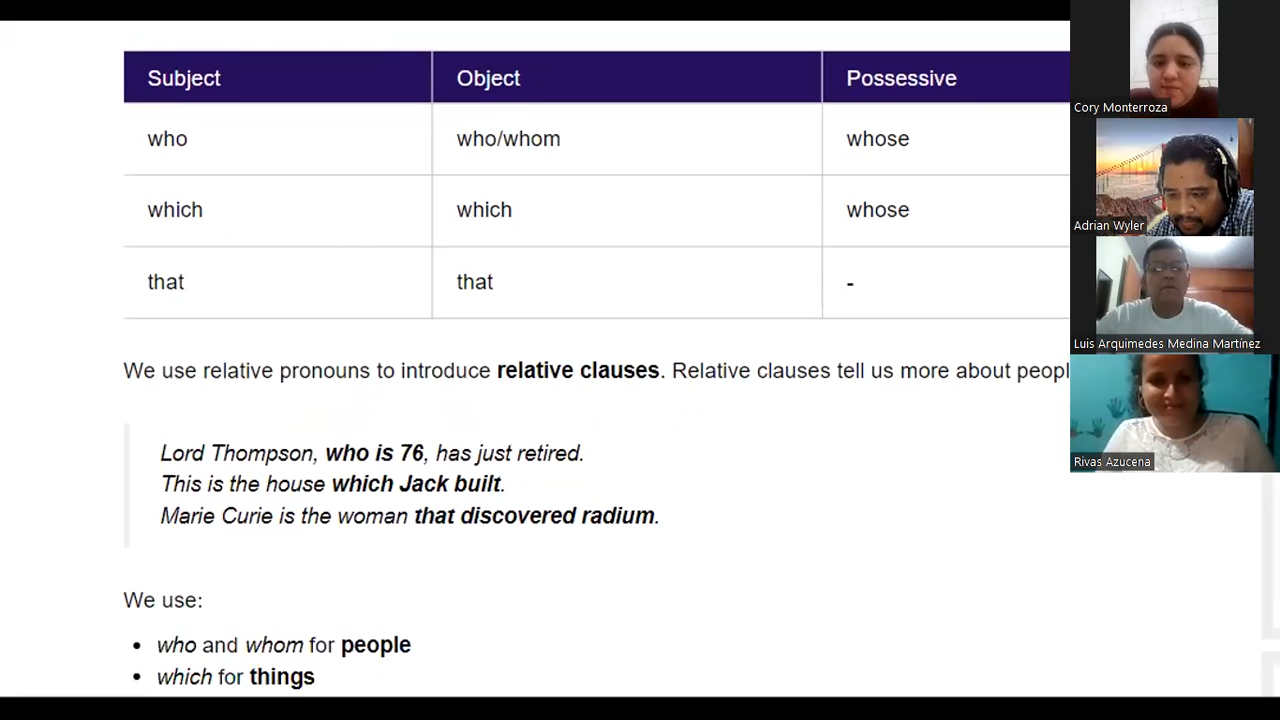 Subject Object Possessive
who who/whom whose
which which whose
that that -
We use relative pronouns to introduce relative clauses. Relative clauses tell us more about peopl
Lord Thompson, who is 76, has just retired.
This is the house which Jack built.
Marie Curie is the woman that discovered radium.
We use:
• who and whom for people
• which for things
Cory Monterroza
Adrian Wyler
Luis Arquimedes Medina Martínez
Rivas Azucena